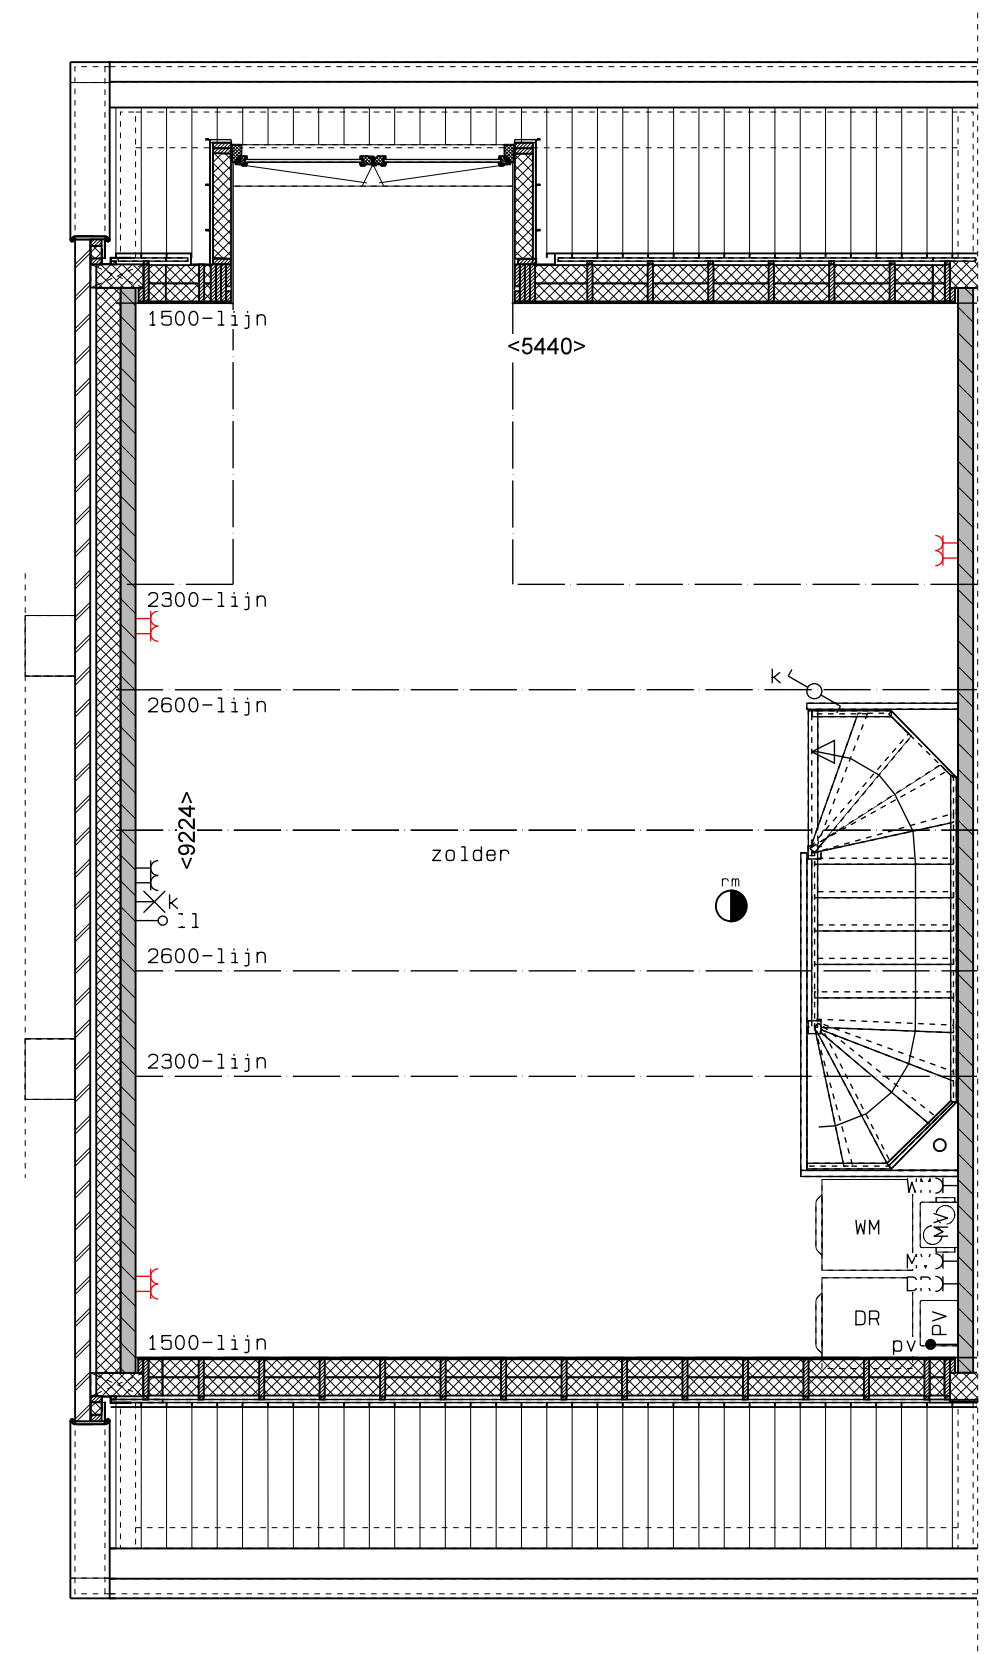 1500-lijn
<5440>
2300-lijn
k
2600-lijn
<9224>
zolder
rm
k
2600-lijn
2300-lijn
WM
MV
DR
PV
pv
1500-lijn